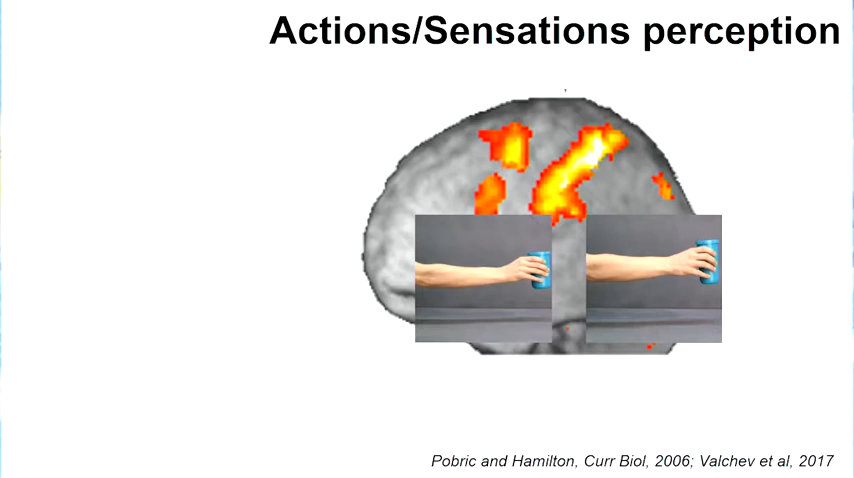 Actions/Sensations perception
Pobric and Hamilton, Curr Biol, 2006; Valchev et al, 2017